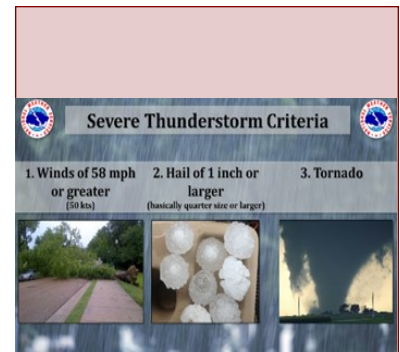 Severe Thunderstorm Criteria
1. Winds of 58 mph
or greater
(50 kts)
2. Hail of 1 inch or
larger
(basically quarter size or larger)
3. Tornado